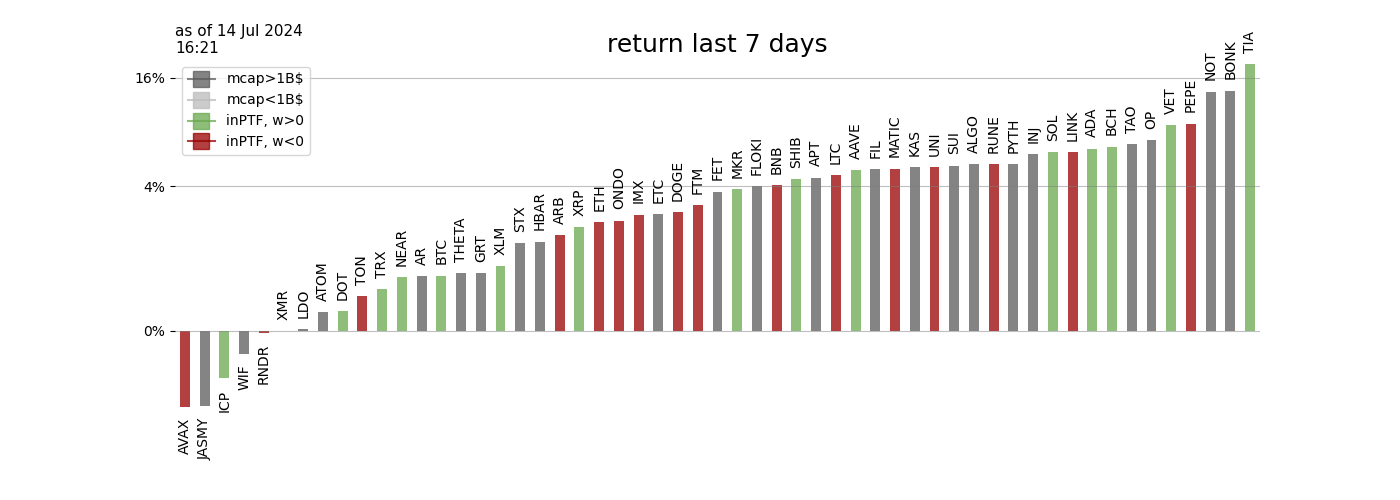 as of 14 Jul 2024
16:21
return last 7 days
mcap>1B$
mcap<1B$
inPTF, w>0
inPTF, w<0
16%
4%
0%
AVAX
JASMY
ICP
WIF
RNDR
XMR
LDO
ATOM
DOT
TON
TRX
NEAR
AR
BTC
THETA
GRT
XLM
STX
HBAR
ARB
XRP
ETH
ONDO
IMX
ETC
DOGE
FTM
FET
MKR
FLOKI
BNB
SHIB
APT
LTC
AAVE
FIL
MATIC
KAS
UNI
SUI
ALGO
RUNE
PYTH
INJ
SOL
LINK
ADA
BCH
TAO
OP
VET
PEPE
NOT
BONK
TIA